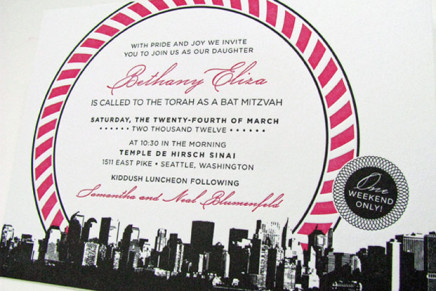 WITH PRIDE AND JOY WE INVITE
YOU TO JOIN US AS OUR DAUGHTER
Bethany Eliza
IS CALLED TO THE TORAH AS A BAT MITZVAH
SATURDAY, THE TWENTY-FOURTH OF MARCH
TWO THOUSAND TWELVE
AT 10:30 IN THE MORNING
TEMPLE DE HIRSCH SINAI
1511 EAST PIKE • SEATTLE, WASHINGTON
KIDDUSH LUNCHEON FOLLOWING
Samantha and Neal Blumenfeld
One
WEEKEND
ONLY!